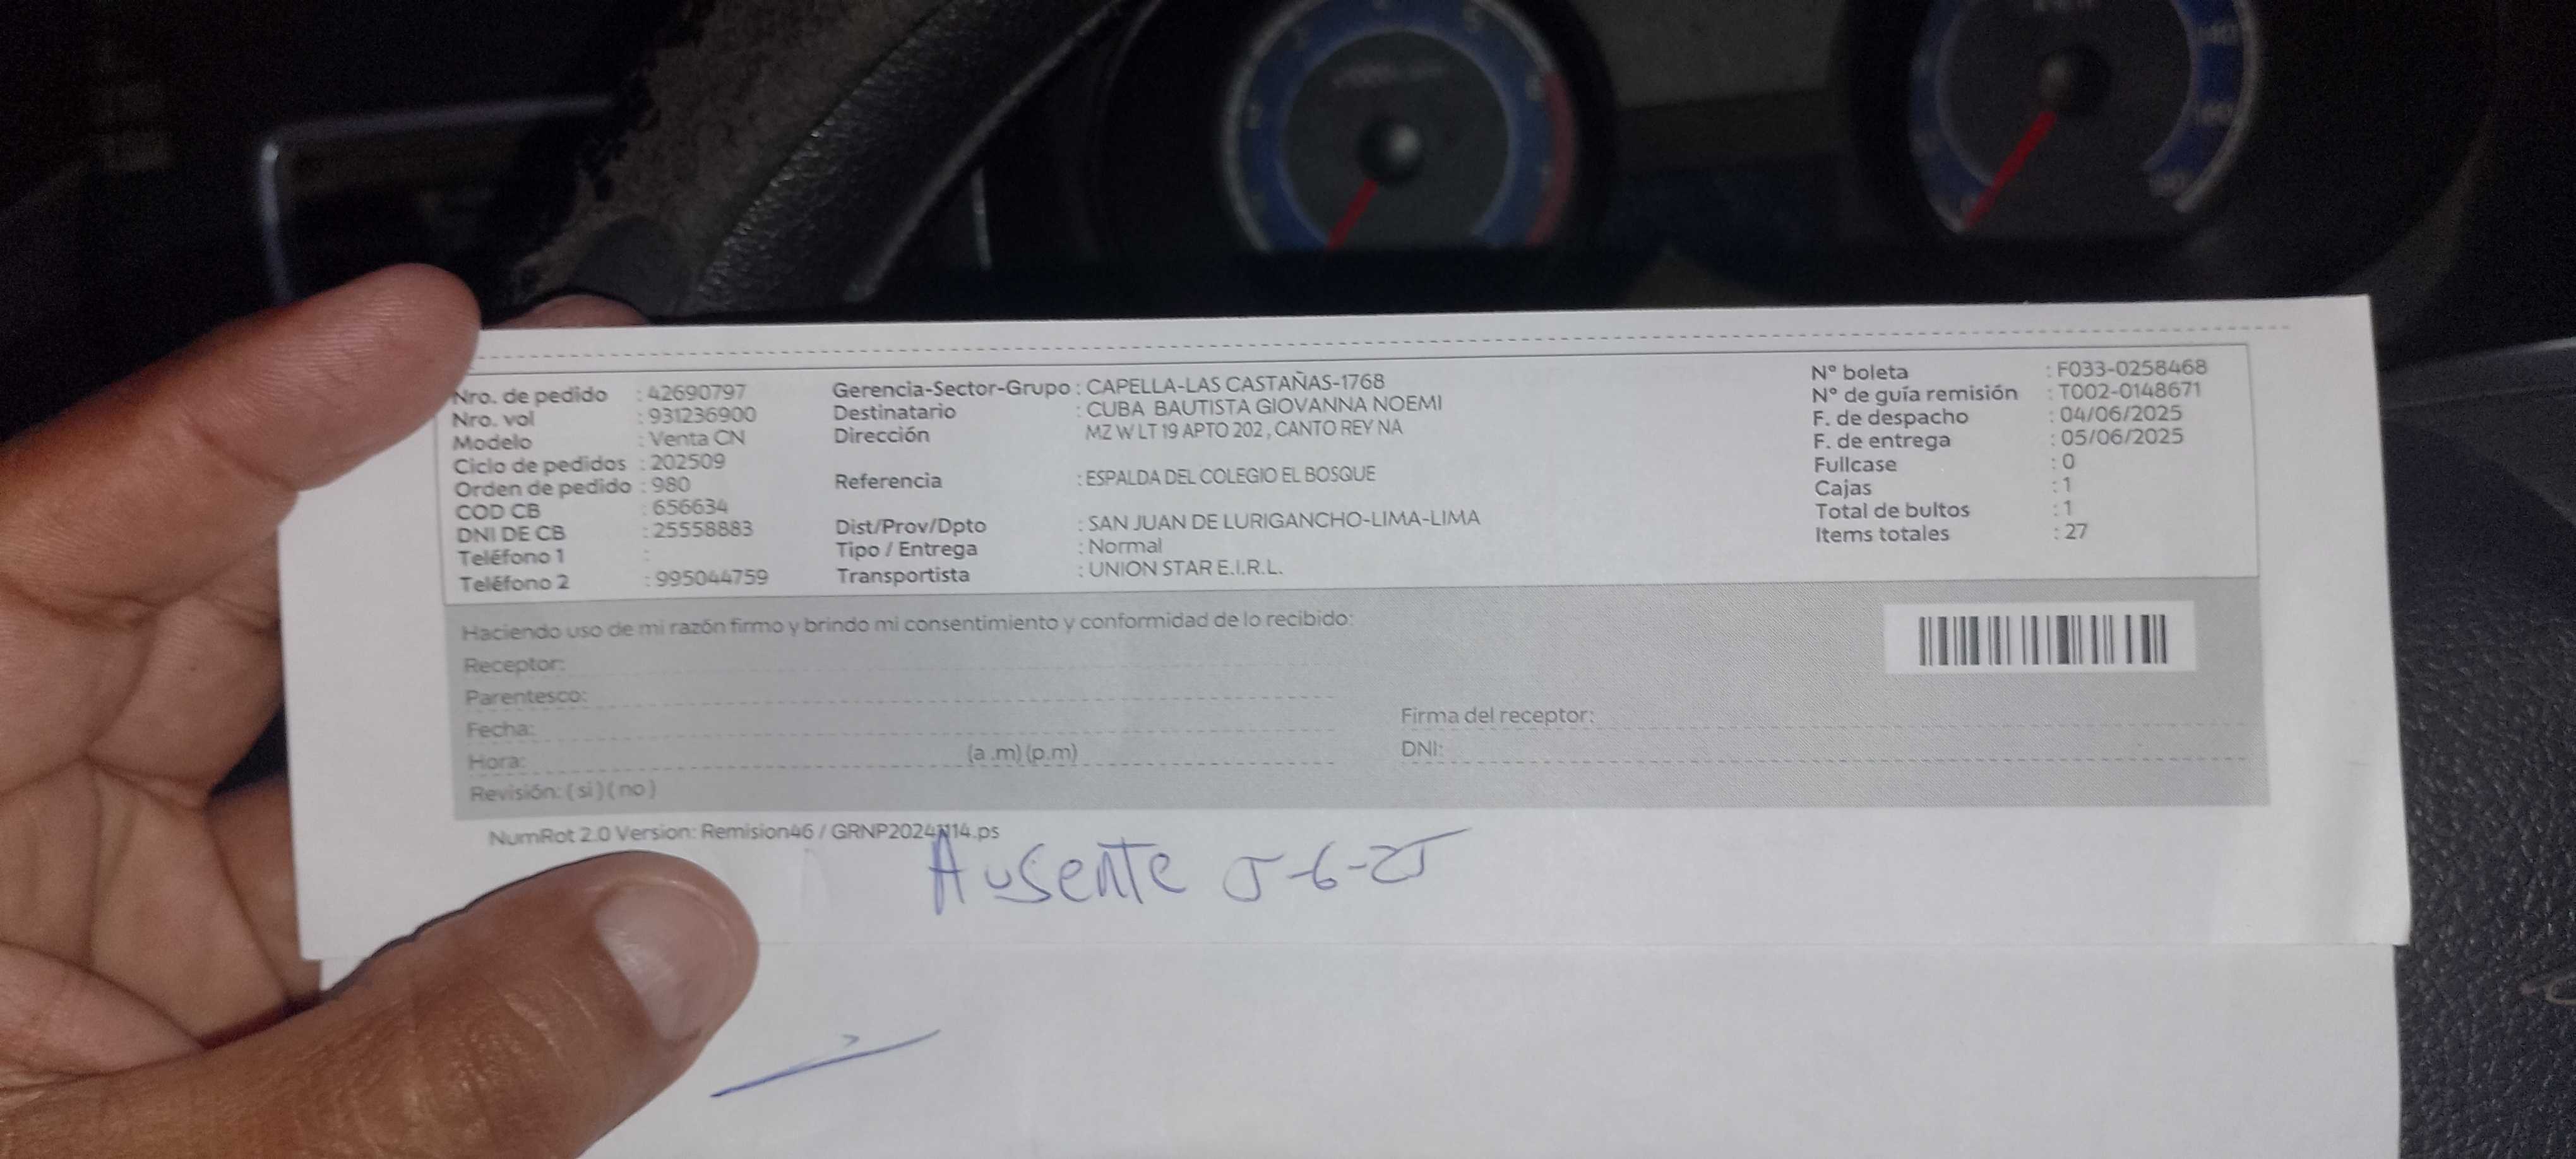 Nro. de pedido : 42690797
Nro. vol : 931236900
Modelo : Venta CN
Ciclo de pedidos : 202509
Orden de pedido : 980
COD CB : 656634
DNI DE CB : 25558883
Teléfono 1 :
Teléfono 2 : 995044759
Gerencia-Sector-Grupo : CAPELLA-LAS CASTAÑAS-1768
Destinatario : CUBA BAUTISTA GIOVANNA NOEMI
Dirección MZ W LT 19 APTO 202 , CANTO REY NA
Referencia : ESPALDA DEL COLEGIO EL BOSQUE
Dist/Prov/Dpto : SAN JUAN DE LURIGANCHO-LIMA-LIMA
Tipo / Entrega : Normal
Transportista : UNION STAR E.I.R.L.
N° boleta : F033-0258468
N° de guía remisión : T002-0148671
F. de despacho : 04/06/2025
F. de entrega : 05/06/2025
Fullcase : 0
Cajas : 1
Total de bultos : 1
Items totales : 27
Haciendo uso de mi razón firmo y brindo mi consentimiento y conformidad de lo recibido:
Receptor:
Parentesco:
Fecha:
Hora: (a .m) (p.m)
Revisión: ( si ) ( no )
Firma del receptor:
DNI:
NumRot 2.0 Version: Remision46 / GRNP20241114.ps
Ausente 5-6-25